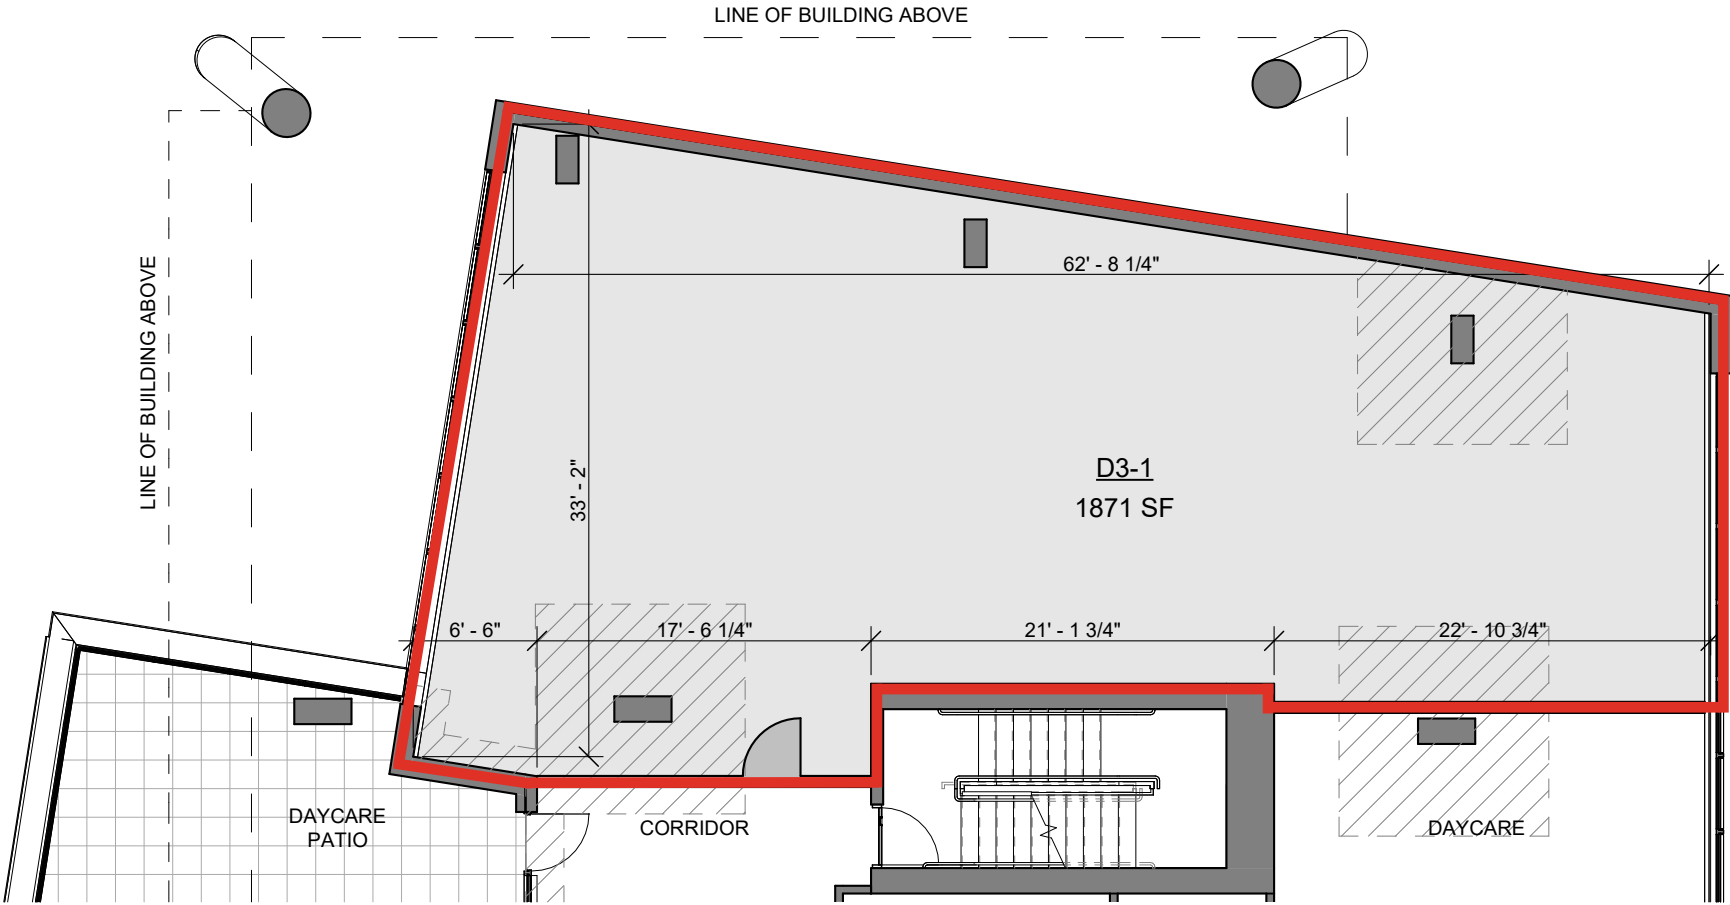 LINE OF BUILDING ABOVE
LINE OF BUILDING ABOVE
62' - 8 1/4"
33' - 2"
D3-1
1871 SF
6' - 6"
17' - 6 1/4"
21' - 1 3/4"
22' - 10 3/4"
DAYCARE
PATIO
CORRIDOR
DAYCARE